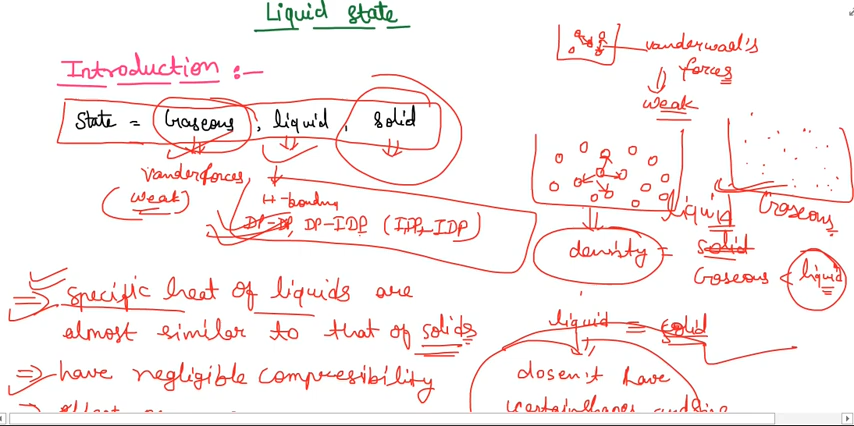 Liquid state
Introduction :-
State = Gaseous, liquid, solid
vanderforces,
(weak)
H-bonding
DP-DP, DP-IDP (IDP-IDP)
⇒ specific heat of liquids are
almost similar to that of solids
⇒ have negligible compresibility
vanderwaal's
forces
weak
liquid
Gaseous
density = solid
Gaseous < liquid
liquid = solid
dosen't have